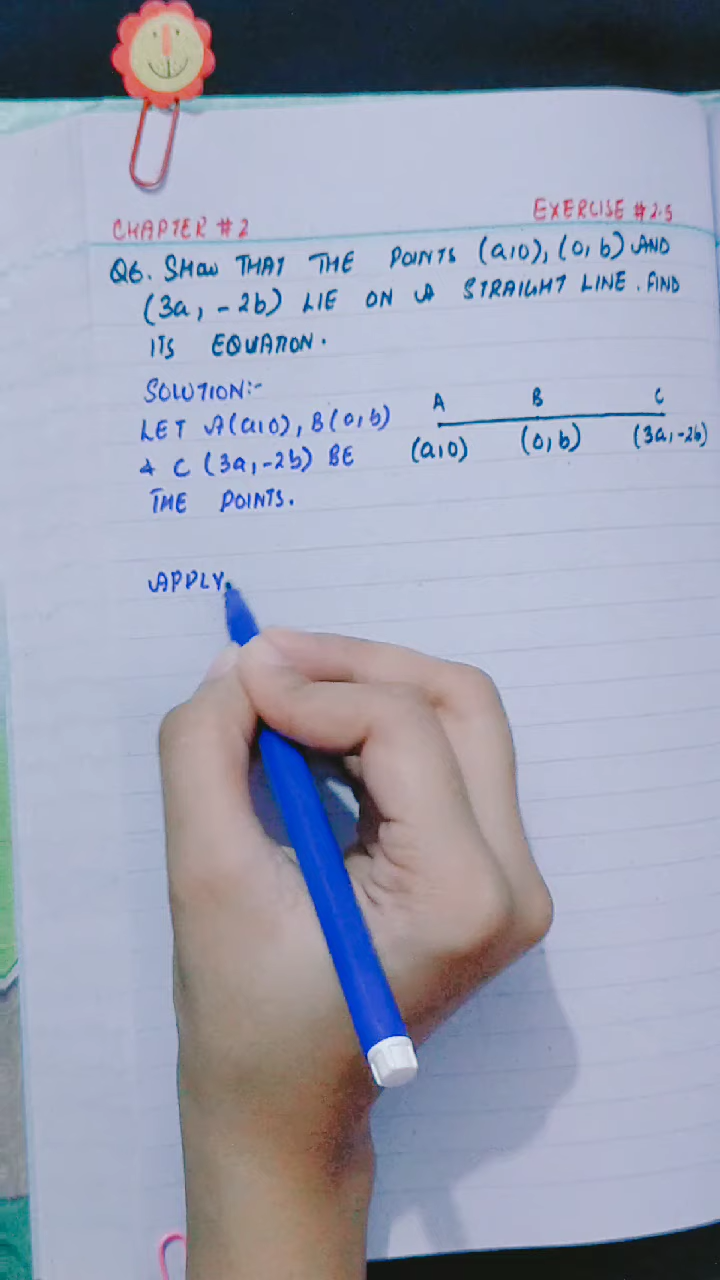 CHAPTER #2
EXERCISE #2.5
Q6. SHOW THAT THE POINTS (a,0), (0, b) AND
(3a, -2b) LIE ON A STRAIGHT LINE. FIND
ITS EQUATION.
SOLUTION:-
LET A(a,0), B(0, b)
& C (3a, -2b) BE
THE POINTS.
A B C
(a,0) (0, b) (3a, -2b)
APPLY